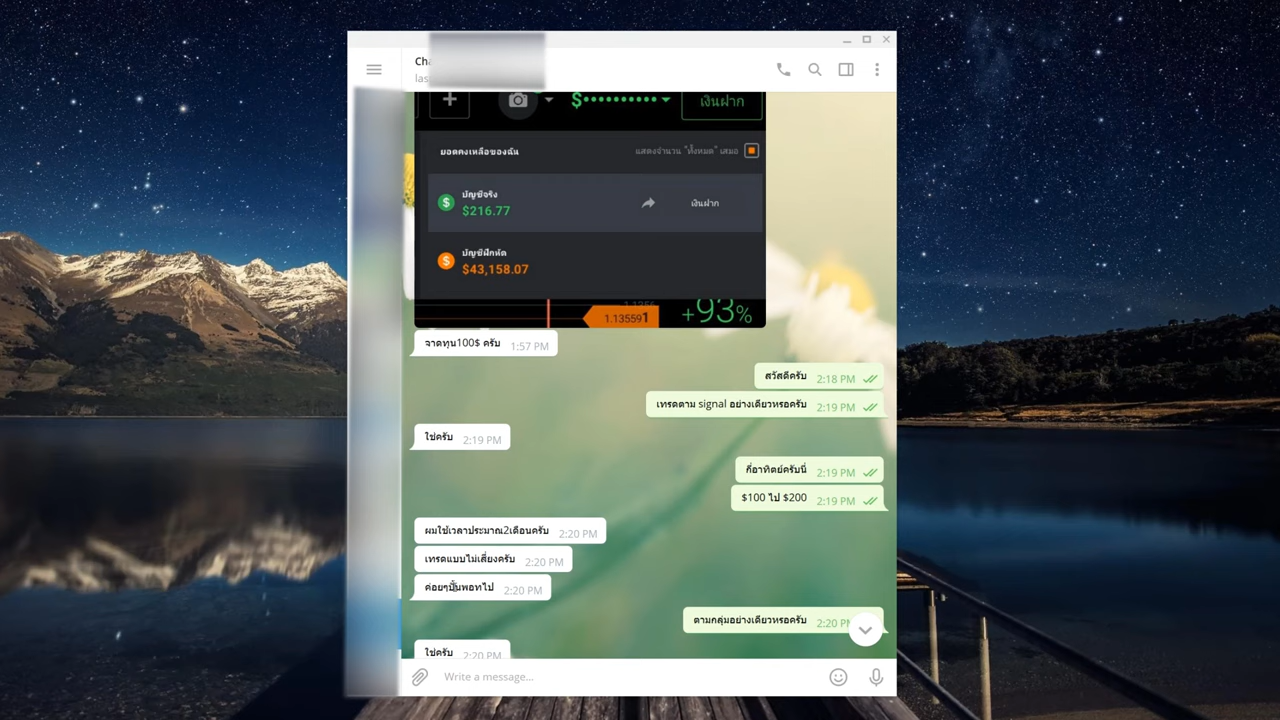 Cha
las
$•••••••••• 
เงินฝาก
ยอดคงเหลือของฉัน
แสดงจำนวน "ทั้งหมด" เสมอ
บัญชีจริง
$216.77
เงินฝาก
บัญชีฝึกหัด
$43,158.07
1.1356
1.135591
+93%
จาดทุน100$ ครับ 1:57 PM
สวัสดีครับ 2:18 PM
เทรดตาม signal อย่างเดียวหรอครับ 2:19 PM
ใช่ครับ 2:19 PM
กี่อาทิตย์ครับนี่ 2:19 PM
$100 ไป $200 2:19 PM
ผมใช้เวลาประมาณ2เดือนครับ 2:20 PM
เทรดแบบไม่เสี่ยงครับ 2:20 PM
ค่อยๆปั้นพอทไป 2:20 PM
ตามกลุ่มอย่างเดียวหรอครับ 2:20 PM
ใช่ครับ 2:20 PM
Write a message...